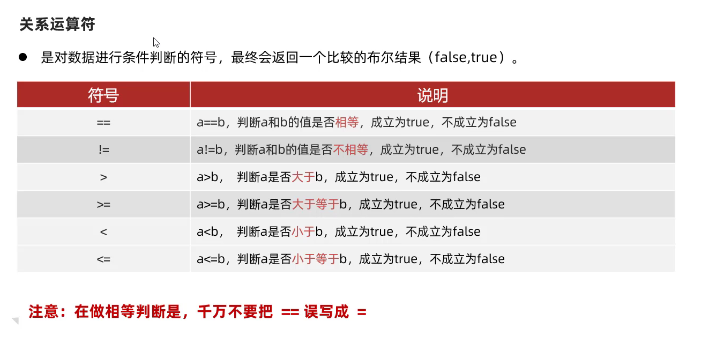 关系运算符
● 是对数据进行条件判断的符号，最终会返回一个比较的布尔结果（false,true）。
符号 说明
== a==b，判断a和b的值是否相等，成立为true，不成立为false
!= a!=b，判断a和b的值是否不相等，成立为true，不成立为false
> a>b， 判断a是否大于b，成立为true，不成立为false
>= a>=b，判断a是否大于等于b，成立为true，不成立为false
< a<b， 判断a是否小于b，成立为true，不成立为false
<= a<=b，判断a是否小于等于b，成立为true，不成立为false
注意：在做相等判断是，千万不要把 == 误写成 =